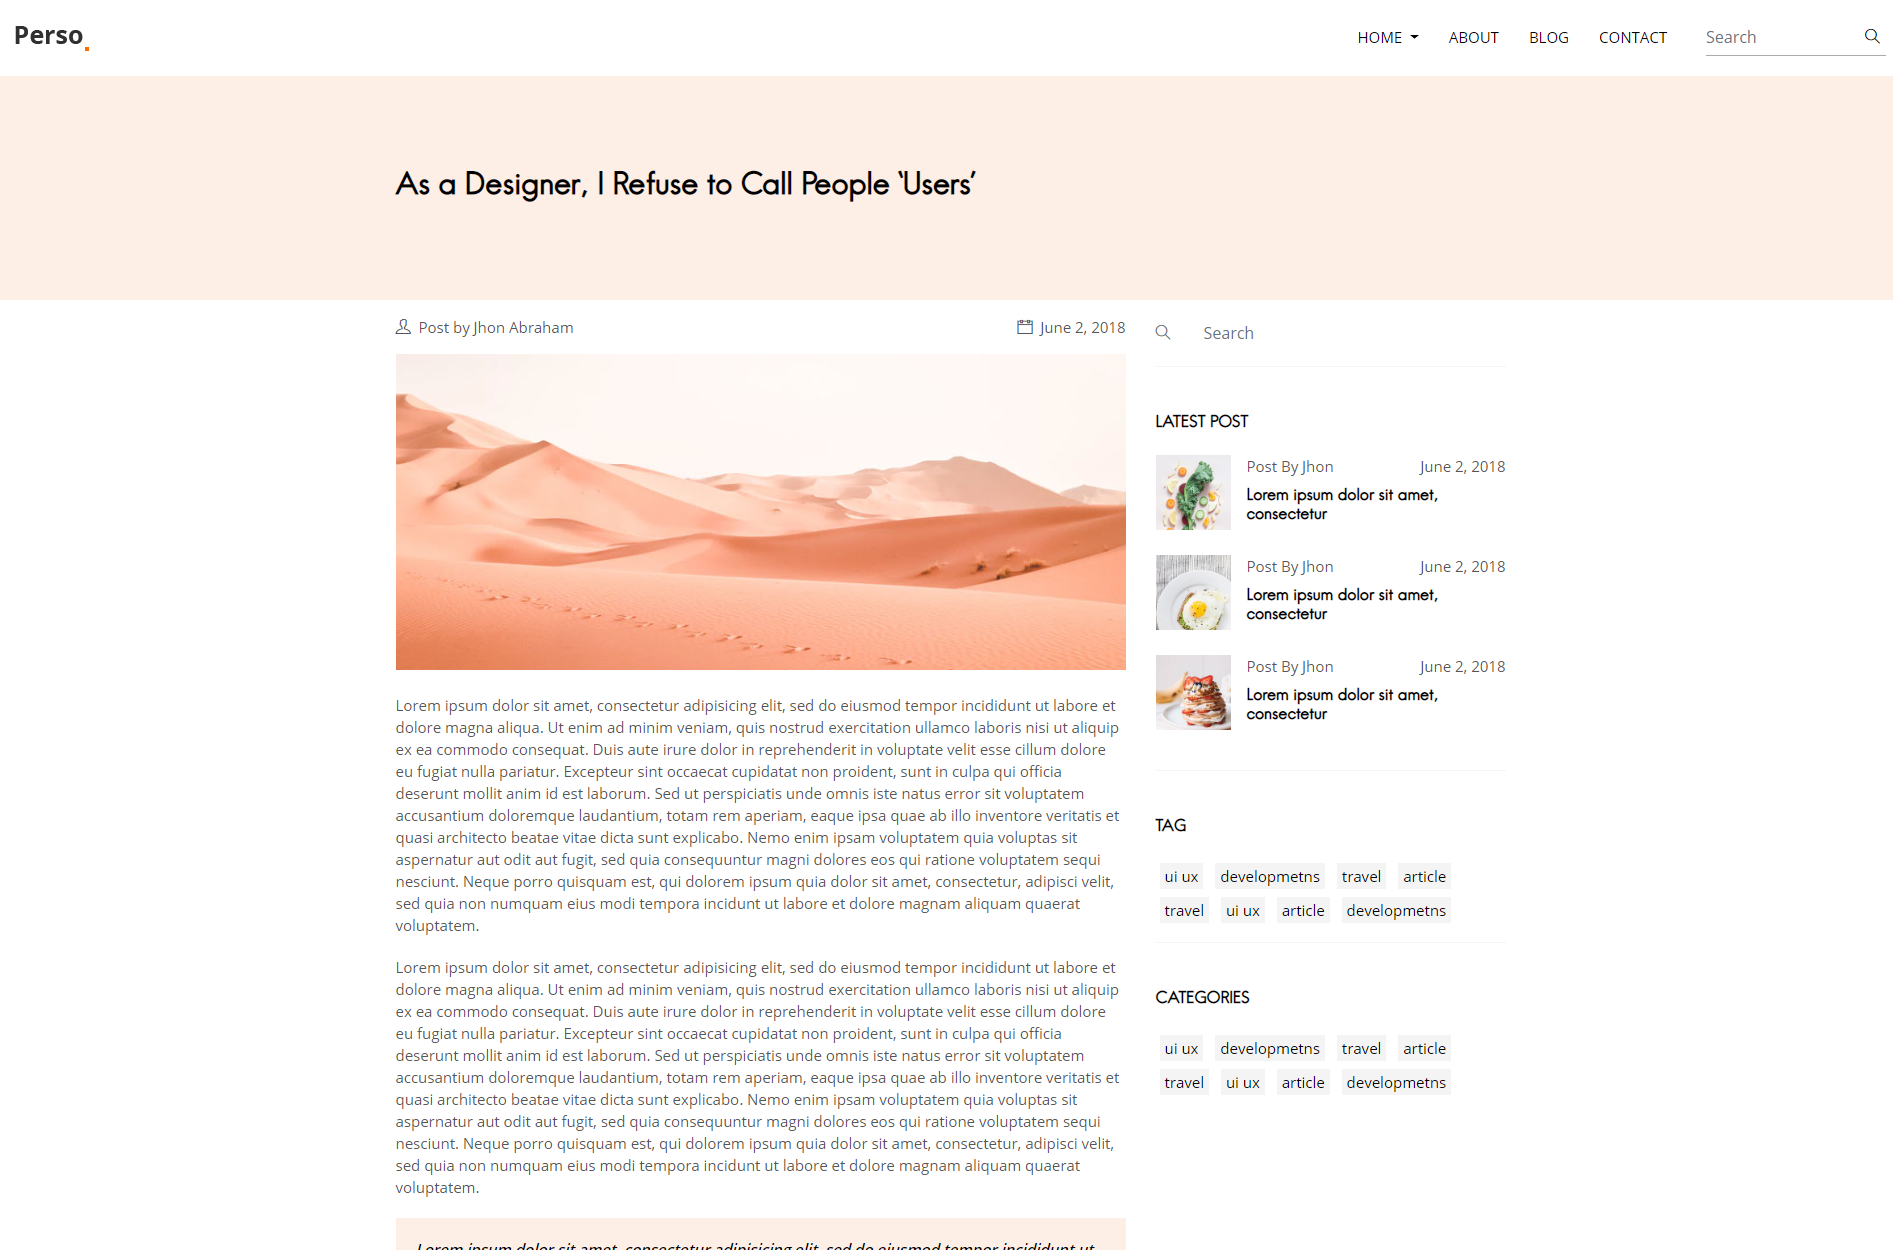 Perso.
HOME
ABOUT
BLOG
CONTACT
Search
As a Designer, I Refuse to Call People ‘Users’
Post by Jhon Abraham
June 2, 2018
Lorem ipsum dolor sit amet, consectetur adipisicing elit, sed do eiusmod tempor incididunt ut labore et
dolore magna aliqua. Ut enim ad minim veniam, quis nostrud exercitation ullamco laboris nisi ut aliquip
ex ea commodo consequat. Duis aute irure dolor in reprehenderit in voluptate velit esse cillum dolore
eu fugiat nulla pariatur. Excepteur sint occaecat cupidatat non proident, sunt in culpa qui officia
deserunt mollit anim id est laborum. Sed ut perspiciatis unde omnis iste natus error sit voluptatem
accusantium doloremque laudantium, totam rem aperiam, eaque ipsa quae ab illo inventore veritatis et
quasi architecto beatae vitae dicta sunt explicabo. Nemo enim ipsam voluptatem quia voluptas sit
aspernatur aut odit aut fugit, sed quia consequuntur magni dolores eos qui ratione voluptatem sequi
nesciunt. Neque porro quisquam est, qui dolorem ipsum quia dolor sit amet, consectetur, adipisci velit,
sed quia non numquam eius modi tempora incidunt ut labore et dolore magnam aliquam quaerat
voluptatem.
Lorem ipsum dolor sit amet, consectetur adipisicing elit, sed do eiusmod tempor incididunt ut labore et
dolore magna aliqua. Ut enim ad minim veniam, quis nostrud exercitation ullamco laboris nisi ut aliquip
ex ea commodo consequat. Duis aute irure dolor in reprehenderit in voluptate velit esse cillum dolore
eu fugiat nulla pariatur. Excepteur sint occaecat cupidatat non proident, sunt in culpa qui officia
deserunt mollit anim id est laborum. Sed ut perspiciatis unde omnis iste natus error sit voluptatem
accusantium doloremque laudantium, totam rem aperiam, eaque ipsa quae ab illo inventore veritatis et
quasi architecto beatae vitae dicta sunt explicabo. Nemo enim ipsam voluptatem quia voluptas sit
aspernatur aut odit aut fugit, sed quia consequuntur magni dolores eos qui ratione voluptatem sequi
nesciunt. Neque porro quisquam est, qui dolorem ipsum quia dolor sit amet, consectetur, adipisci velit,
sed quia non numquam eius modi tempora incidunt ut labore et dolore magnam aliquam quaerat
voluptatem.
Lorem ipsum dolor sit amet, consectetur adipisicing elit, sed do eiusmod tempor incididunt ut
Search
LATEST POST
Post By Jhon June 2, 2018
Lorem ipsum dolor sit amet,
consectetur
Post By Jhon June 2, 2018
Lorem ipsum dolor sit amet,
consectetur
Post By Jhon June 2, 2018
Lorem ipsum dolor sit amet,
consectetur
TAG
ui ux developmetns travel article
travel ui ux article developmetns
CATEGORIES
ui ux developmetns travel article
travel ui ux article developmetns